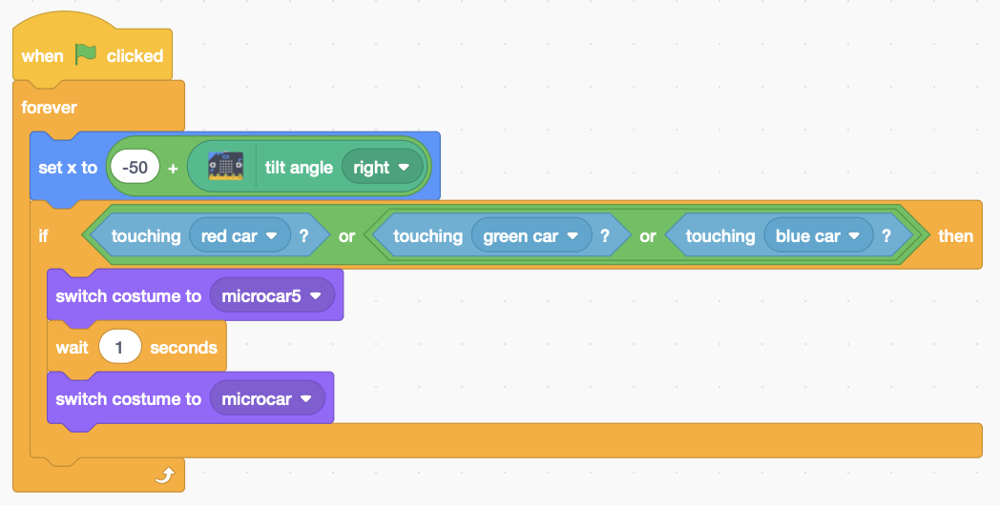 when clicked
forever
set x to -50 + tilt angle right
if touching red car ? or touching green car ? or touching blue car ? then
switch costume to microcar5
wait 1 seconds
switch costume to microcar